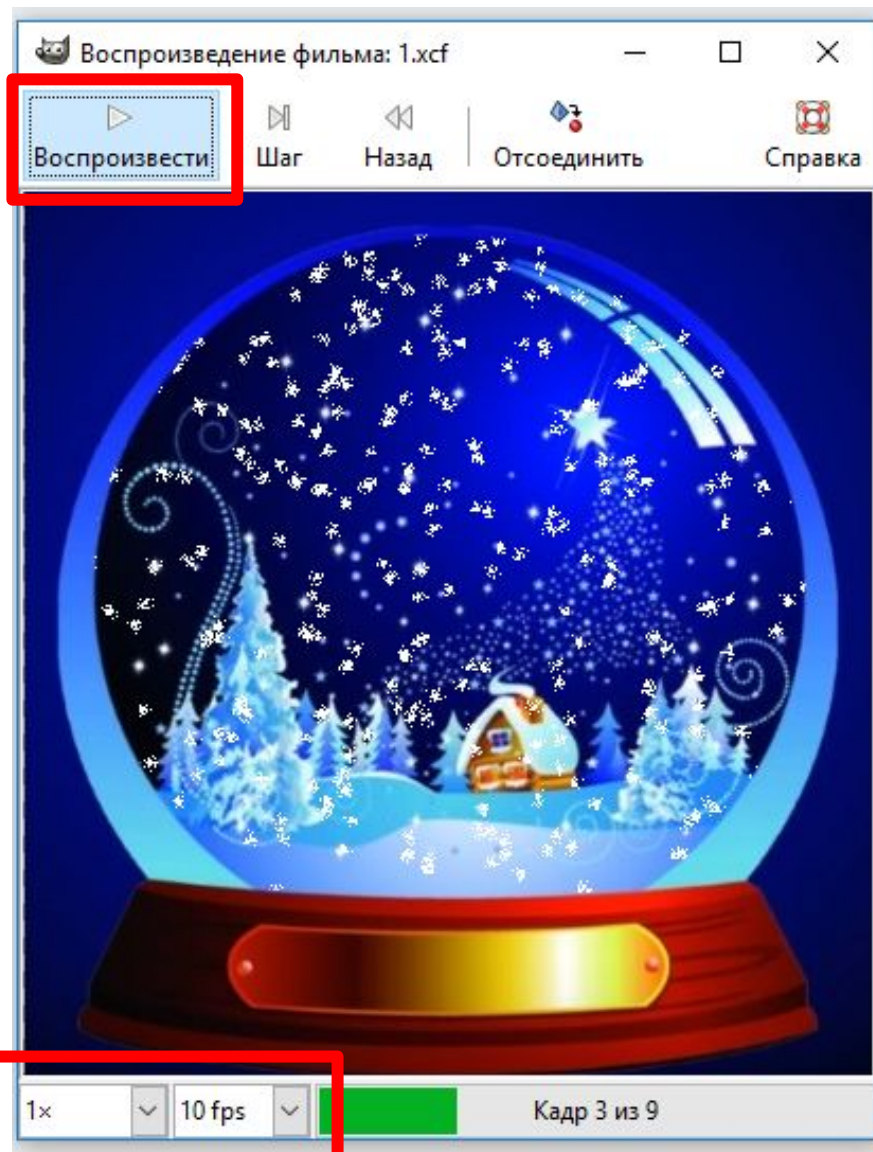 Воспроизведение фильма: 1.xcf
Воспроизвести Шаг Назад Отсоединить Справка
1× 10 fps Кадр 3 из 9